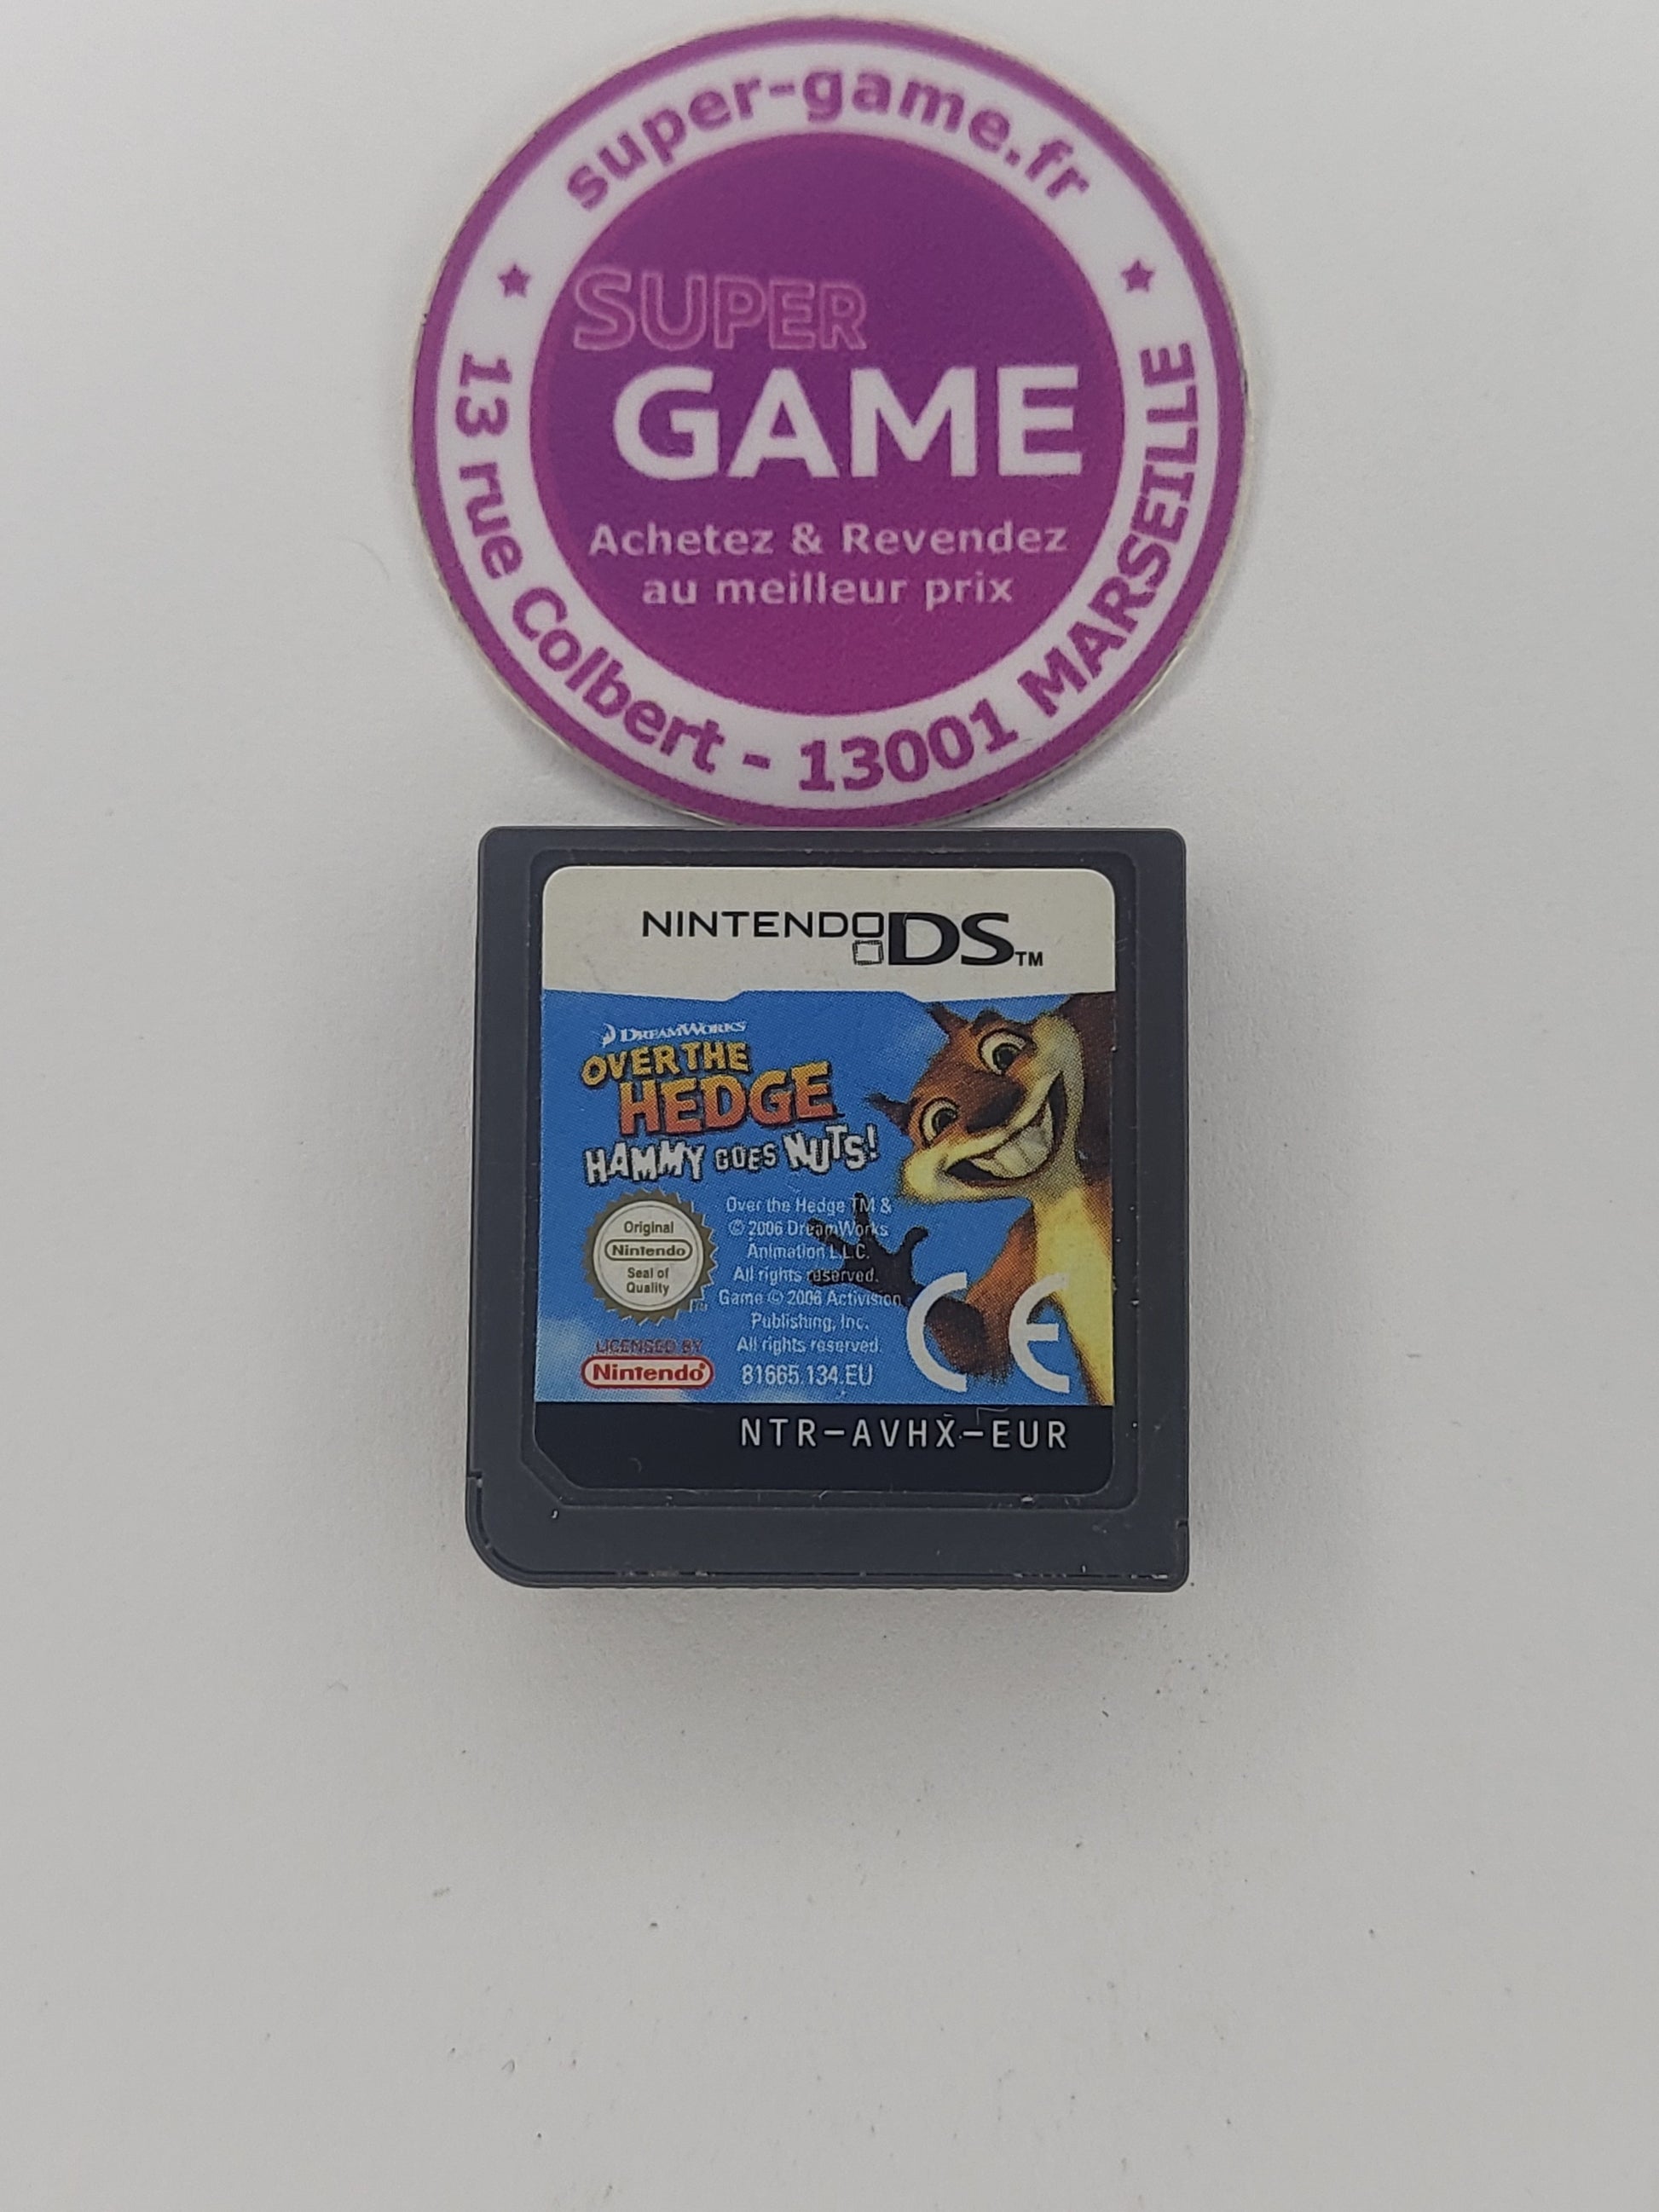 super-game.fr
SUPER
GAME
Achetez & Revendez
au meilleur prix
13 rue Colbert - 13001 MARSEILLE
NINTENDO DS TM
DREAMWORKS
OVER THE
HEDGE
HAMMY GOES NUTS!
Original
Nintendo
Seal of
Quality
TM
Over the Hedge TM &
© 2006 DreamWorks
Animation L.L.C.
All rights reserved.
Game © 2006 Activision
Publishing, Inc.
All rights reserved.
81665.134.EU
LICENSED BY
Nintendo®
CE
NTR-AVHX-EUR